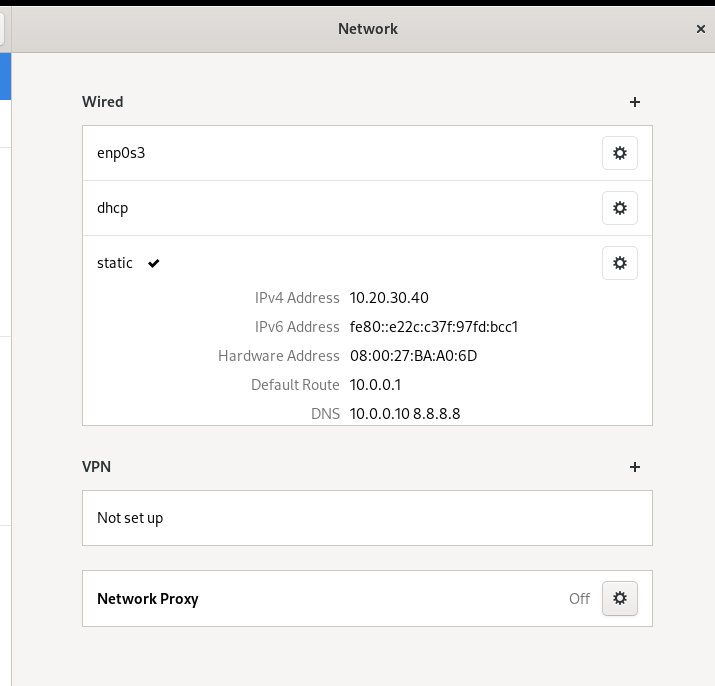 Network
Wired
enp0s3
dhcp
static
IPv4 Address 10.20.30.40
IPv6 Address fe80::e22c:c37f:97fd:bcc1
Hardware Address 08:00:27:BA:A0:6D
Default Route 10.0.0.1
DNS 10.0.0.10 8.8.8.8
VPN
Not set up
Network Proxy Off